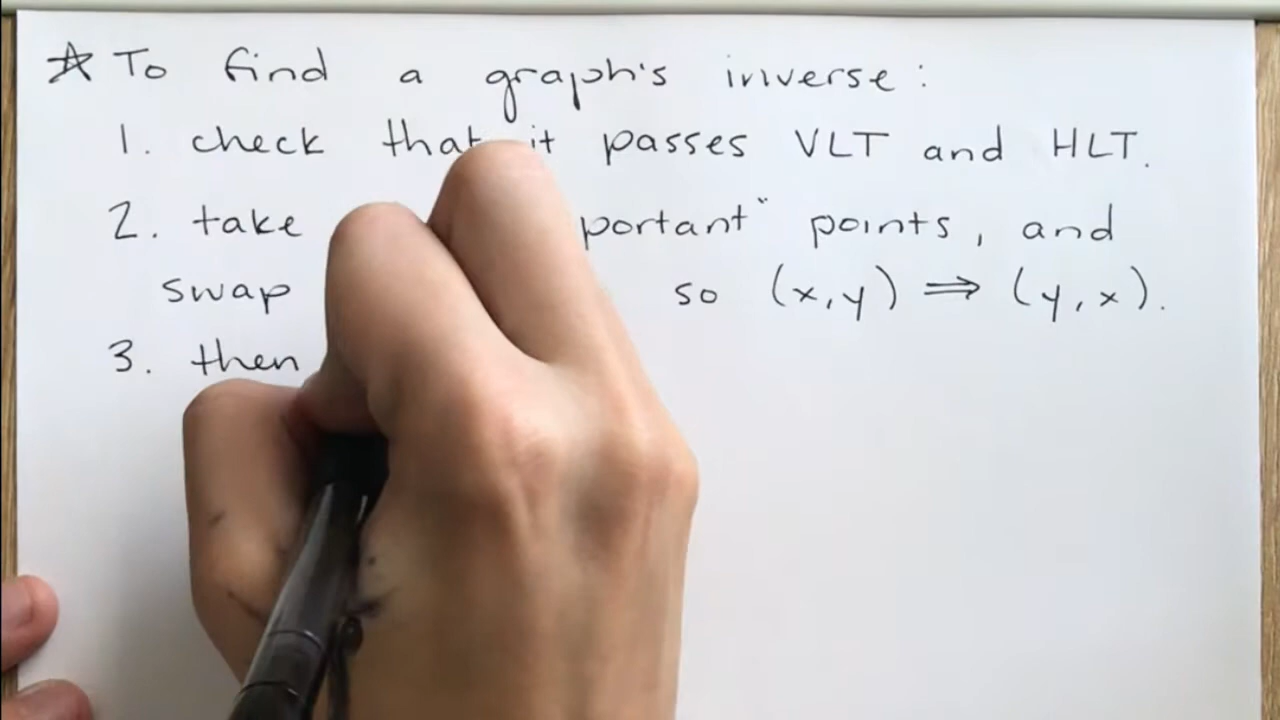 ☆ To find a graph's inverse :
1. check that it passes VLT and HLT.
2. take portant" points, and
swap so (x,y) ⇒ (y,x).
3. then